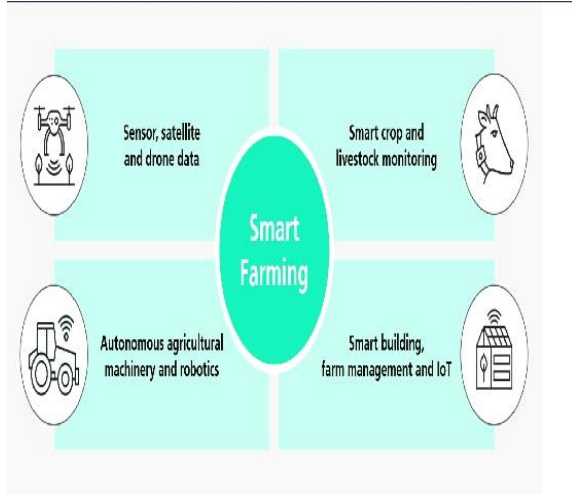 Sensor, satellite
and drone data
Smart crop and
livestock monitoring
Smart
Farming
Autonomous agricultural
machinery and robotics
Smart building,
farm management and IoT